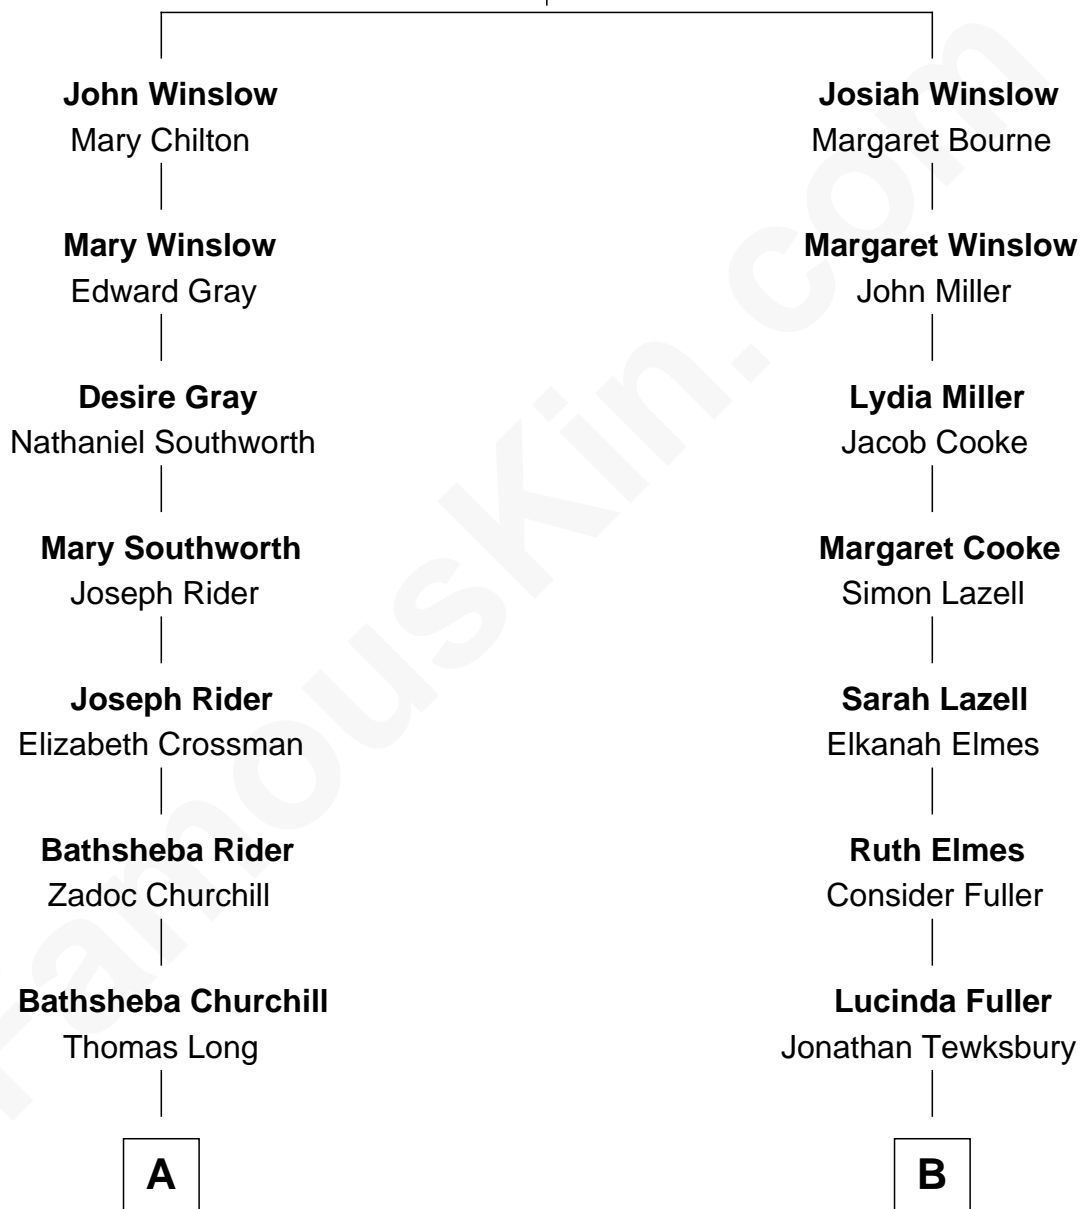 John Winslow
Mary Chilton
Mary Winslow
Edward Gray
Desire Gray
Nathaniel Southworth
Mary Southworth
Joseph Rider
Joseph Rider
Elizabeth Crossman
Bathsheba Rider
Zadoc Churchill
Bathsheba Churchill
Thomas Long
A
Josiah Winslow
Margaret Bourne
Margaret Winslow
John Miller
Lydia Miller
Jacob Cooke
Margaret Cooke
Simon Lazell
Sarah Lazell
Elkanah Elmes
Ruth Elmes
Consider Fuller
Lucinda Fuller
Jonathan Tewksbury
B
FamousKin.com